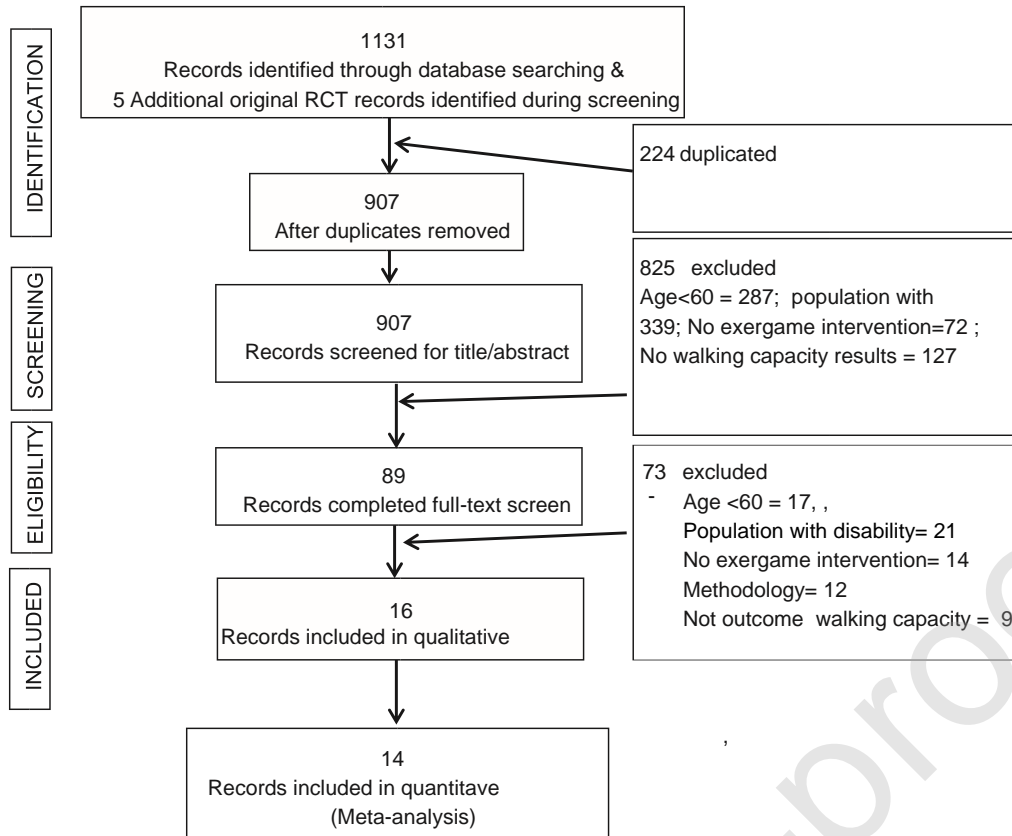 IDENTIFICATION
1131
Records identified through database searching &
5 Additional original RCT records identified during screening
224 duplicated
907
After duplicates removed
SCREENING
825 excluded
Age<60 = 287; population with
339; No exergame intervention=72 ;
No walking capacity results = 127
907
Records screened for title/abstract
ELIGIBILITY
89
Records completed full-text screen
73 excluded
- Age <60 = 17, ,
Population with disability= 21
No exergame intervention= 14
Methodology= 12
Not outcome walking capacity = 9
INCLUDED
16
Records included in qualitative
14
Records included in quantitave
(Meta-analysis)
,
proo